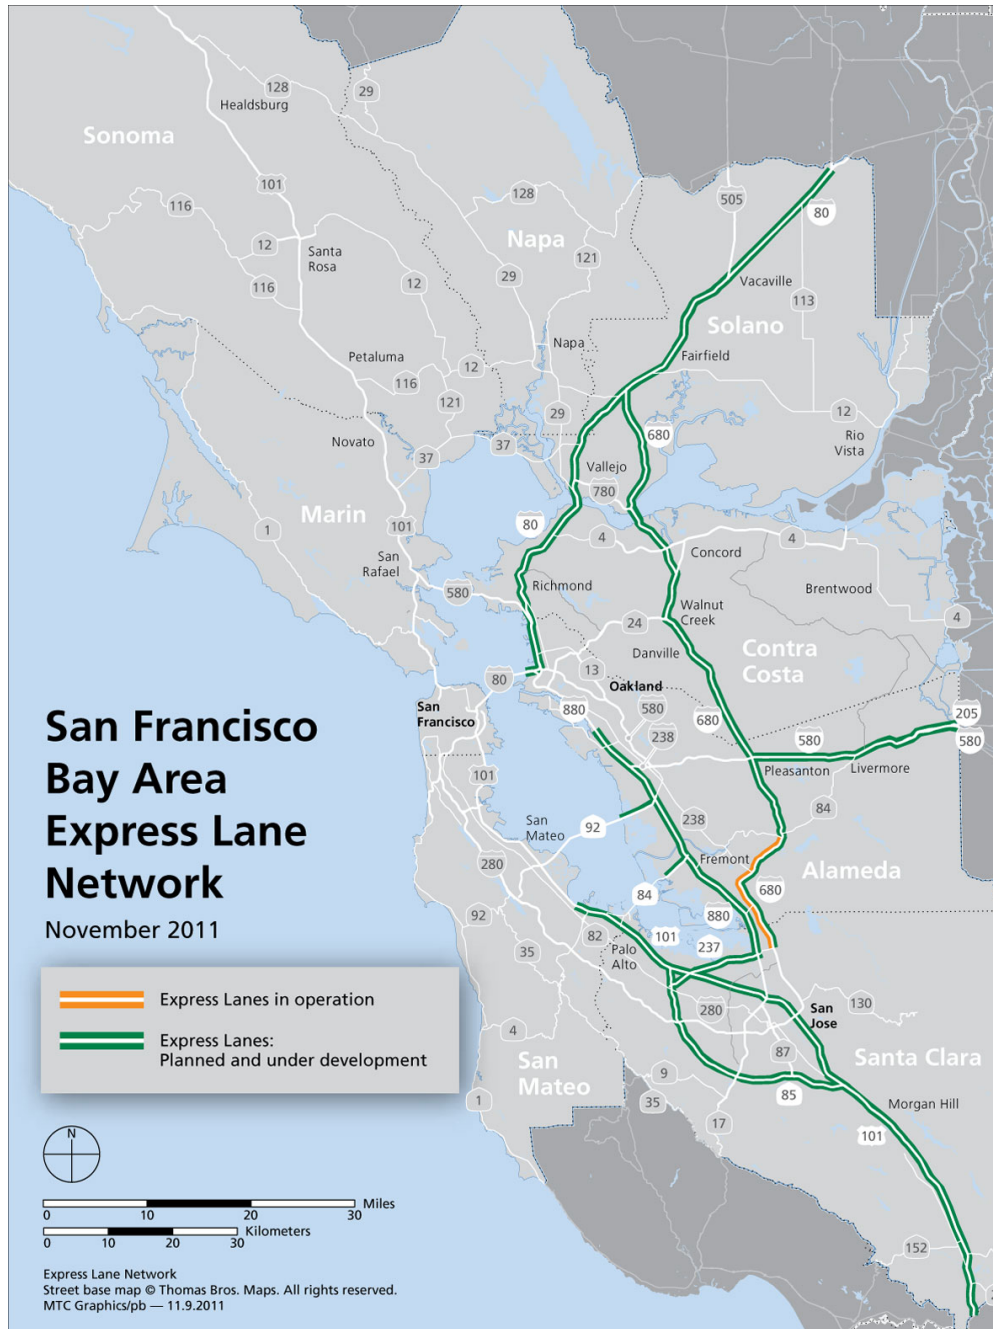 128
Healdsburg
29
Sonoma
101
128
505
80
116
Napa
12
Santa
Rosa
121
116
12
29
Vacaville
113
Solano
Napa
Petaluma
Fairfield
12
116
121
29
12
Rio
Vista
680
Novato
37
37
Vallejo
780
Marin
101
80
1
4
4
San
Rafael
Concord
580
Richmond
Brentwood
Walnut
Creek
24
4
Danville
Contra
Costa
13
80
Oakland
San
Francisco
880
580
680
205
238
580
580
San Francisco
Bay Area
Express Lane
Network
November 2011
Pleasanton
Livermore
101
84
San
Mateo
92
238
280
Fremont
Alameda
680
84
92
880
82
101
237
35
Palo
Alto
Express Lanes in operation
Express Lanes:
Planned and under development
280
San
Jose
130
4
87
Santa Clara
San
Mateo
9
85
1
35
Morgan Hill
17
101
N
Miles
0 10 20 30
Kilometers
0 10 20 30
152
Express Lane Network
Street base map © Thomas Bros. Maps. All rights reserved.
MTC Graphics/pb — 11.9.2011